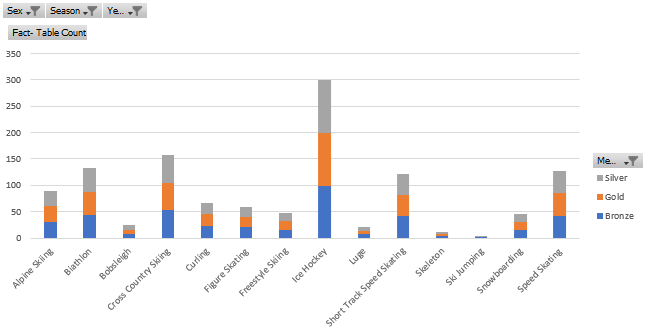 Sex Season Ye...
Fact- Table Count
350
300
250
200
150
100
50
0
Alpine Skiing
Biathlon
Bobsleigh
Cross Country Skiing
Curling
Figure Skating
Freestyle Skiing
Ice Hockey
Luge
Short Track Speed Skating
Skeleton
Ski Jumping
Snowboarding
Speed Skating
Me...
Silver
Gold
Bronze